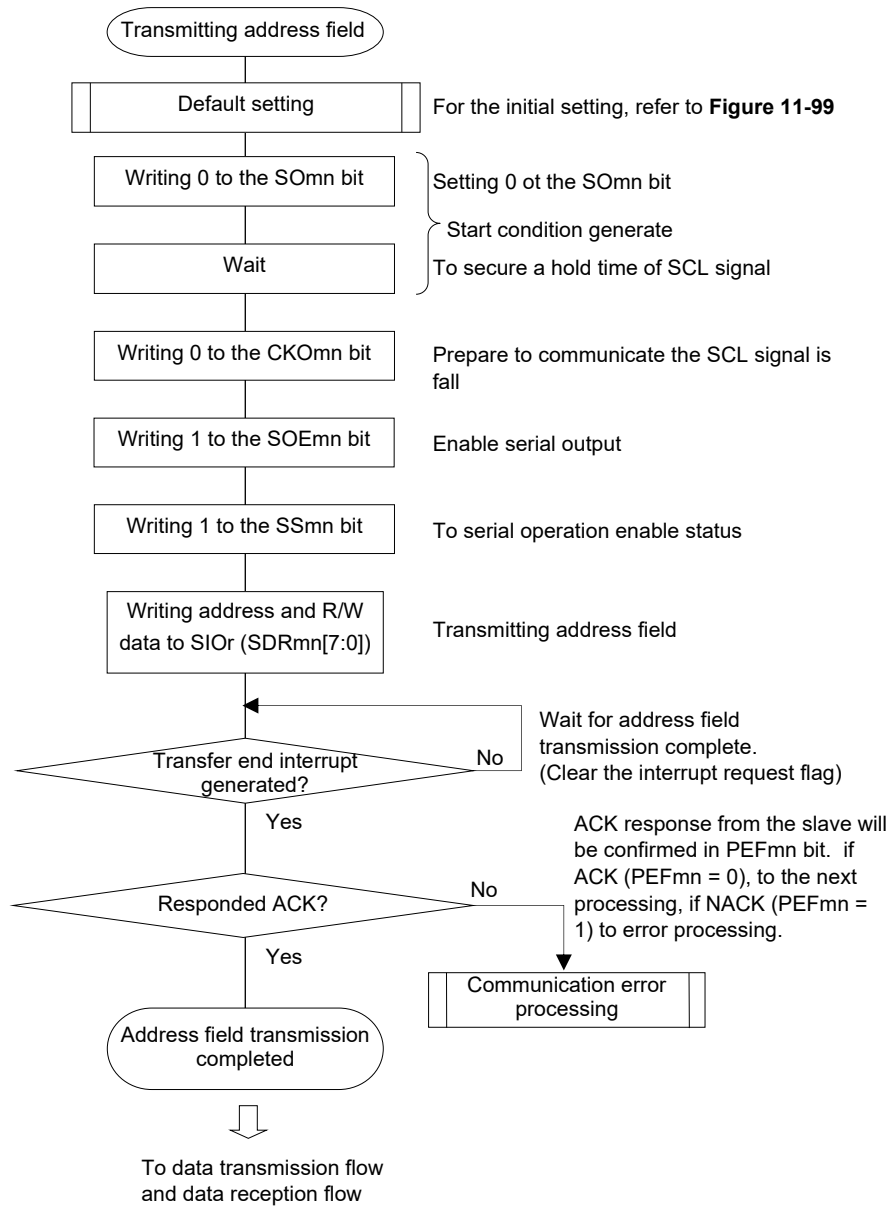 Transmitting address field
Default setting
For the initial setting, refer to Figure 11-99
Writing 0 to the SOmn bit
Setting 0 ot the SOmn bit
Start condition generate
Wait
To secure a hold time of SCL signal
Writing 0 to the CKOmn bit
Prepare to communicate the SCL signal is
fall
Writing 1 to the SOEmn bit
Enable serial output
Writing 1 to the SSmn bit
To serial operation enable status
Writing address and R/W
data to SIOr (SDRmn[7:0])
Transmitting address field
Transfer end interrupt
generated?
No
Wait for address field
transmission complete.
(Clear the interrupt request flag)
Yes
Responded ACK?
No
ACK response from the slave will
be confirmed in PEFmn bit.  if
ACK (PEFmn = 0), to the next
processing, if NACK (PEFmn =
1) to error processing.
Yes
Communication error
processing
Address field transmission
completed
To data transmission flow
and data reception flow